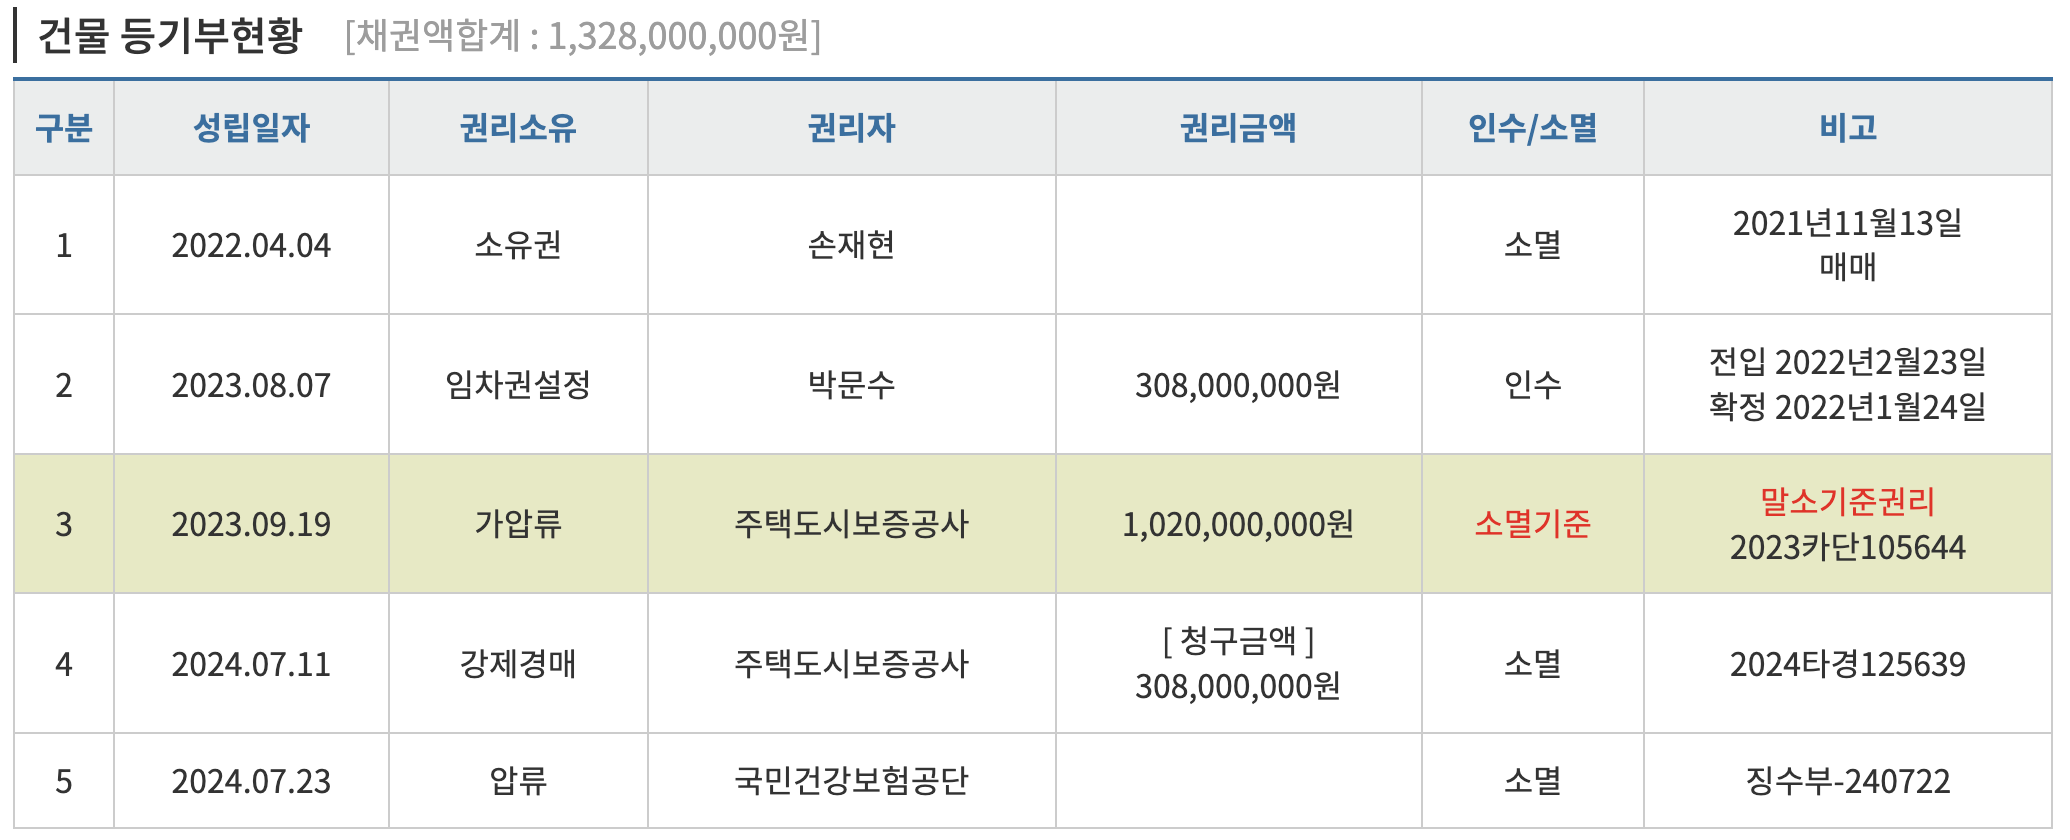 건물 등기부현황 [채권액합계 : 1,328,000,000원]
구분 성립일자 권리소유 권리자 권리금액 인수/소멸 비고
1 2022.04.04 소유권 손재현 소멸 2021년11월13일
매매
2 2023.08.07 임차권설정 박문수 308,000,000원 인수 전입 2022년2월23일
확정 2022년1월24일
3 2023.09.19 가압류 주택도시보증공사 1,020,000,000원 소멸기준 말소기준권리
2023카단105644
4 2024.07.11 강제경매 주택도시보증공사 [ 청구금액 ]
308,000,000원 소멸 2024타경125639
5 2024.07.23 압류 국민건강보험공단 소멸 징수부-240722